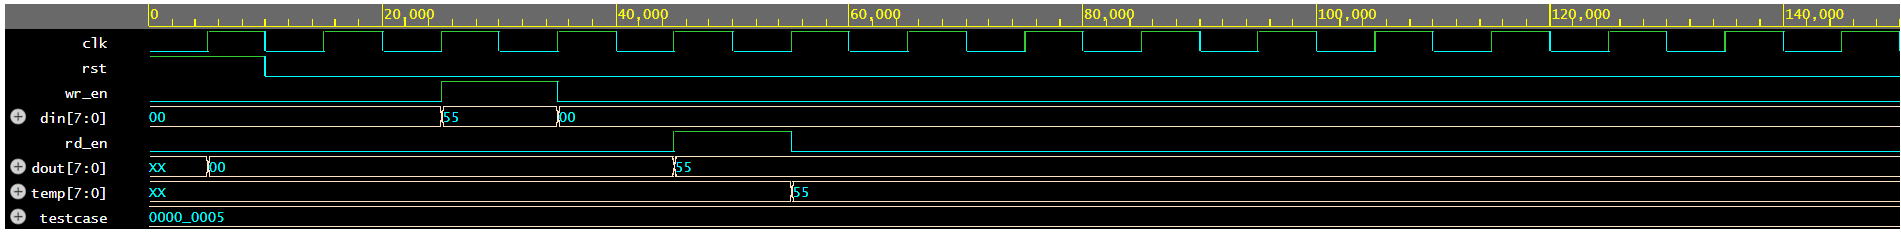 0 20,000 40,000 60,000 80,000 100,000 120,000 140,000
clk
rst
wr_en
din[7:0] 00 55 00
rd_en
dout[7:0] XX 00 55
temp[7:0] XX 55
testcase 0000_0005